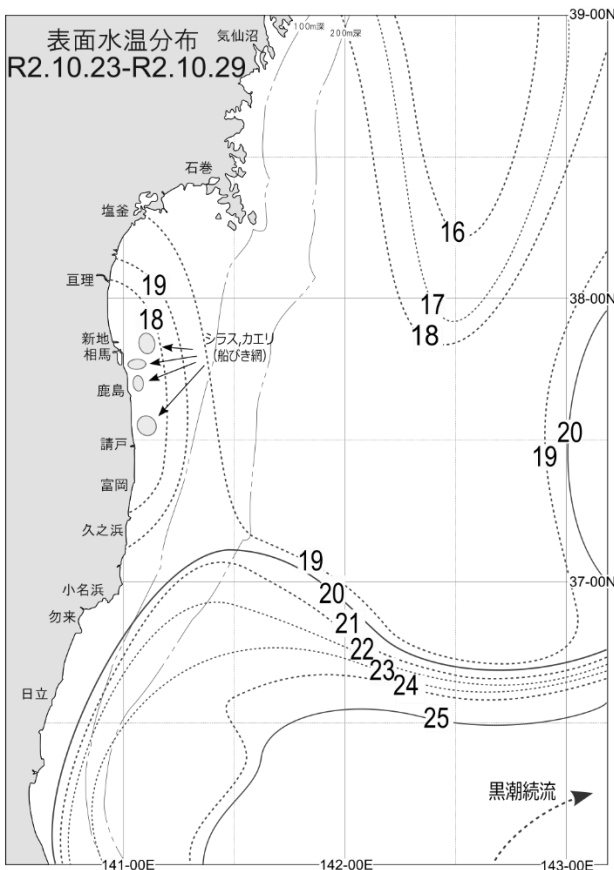 表面水温分布
R2.10.23-R2.10.29
気仙沼
100m深
200m深
39-00N
石巻
塩釜
16
亘理
19
17
38-00N
18
18
新地
相馬
シラス,カエリ
(船びき網)
鹿島
20
19
請戸
富岡
久之浜
19
37-00N
小名浜
20
勿来
21
22
23
24
日立
25
黒潮続流
141-00E
142-00E
143-00E